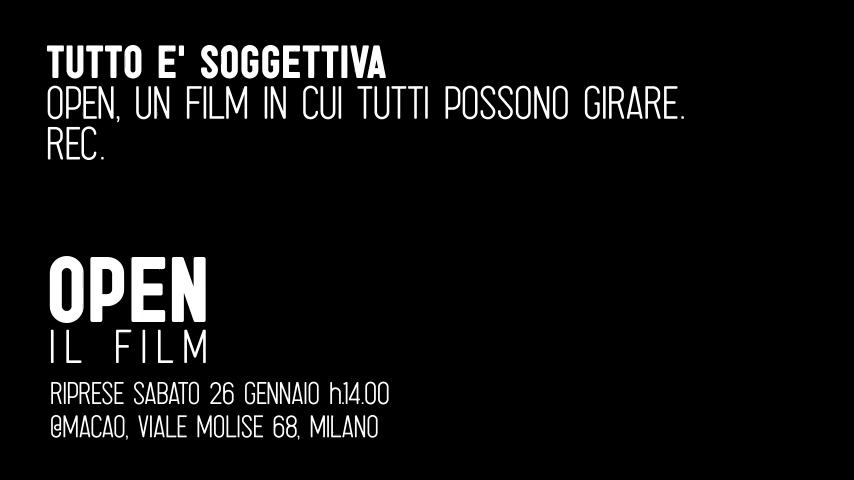 TUTTO E' SOGGETTIVA
OPEN, UN FILM IN CUI TUTTI POSSONO GIRARE.
REC.
OPEN
IL FILM
RIPRESE SABATO 26 GENNAIO h.14.00
@MACAO, VIALE MOLISE 68, MILANO